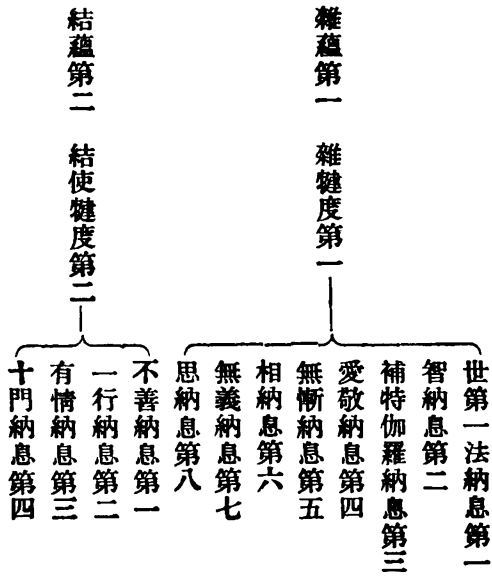 雜蘊第一　雜犍度第一
世第一法納息第一
智納息第二
補特伽羅納息第三
愛敬納息第四
無慚納息第五
相納息第六
無義納息第七
思納息第八
結蘊第二　結使犍度第二
不善納息第一
一行納息第二
有情納息第三
十門納息第四